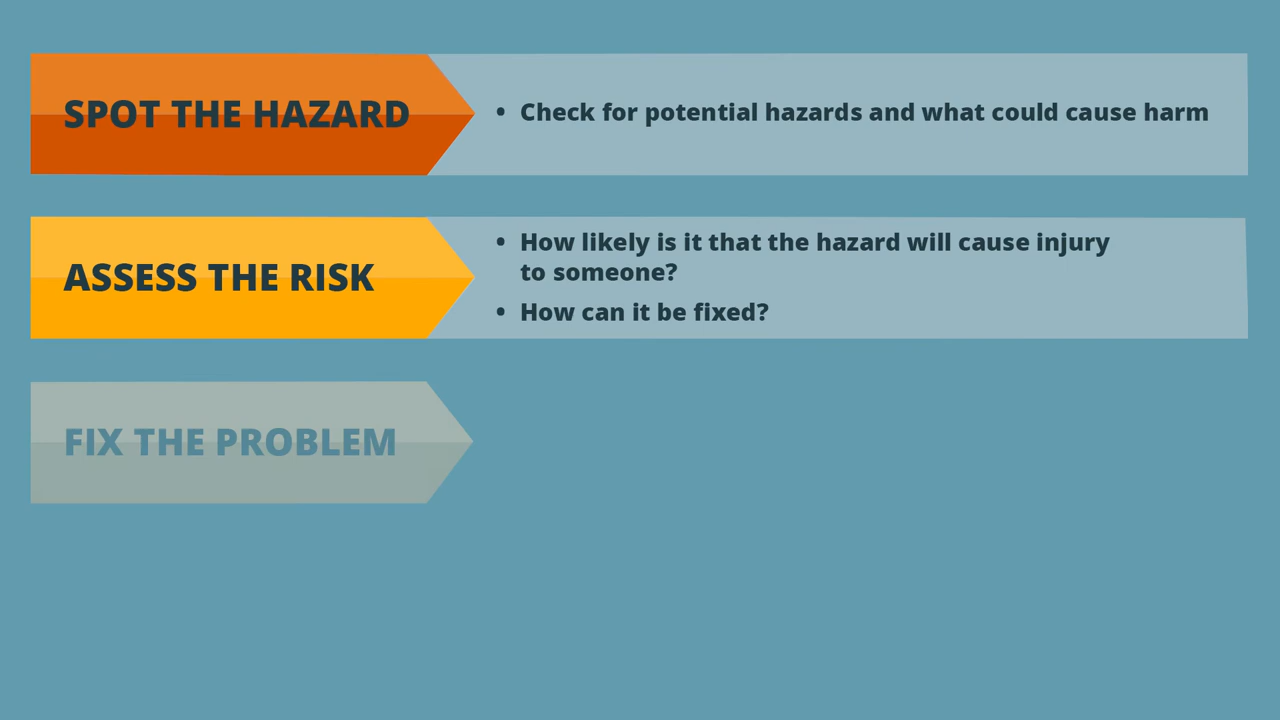 SPOT THE HAZARD
• Check for potential hazards and what could cause harm
ASSESS THE RISK
• How likely is it that the hazard will cause injury
to someone?
• How can it be fixed?
FIX THE PROBLEM